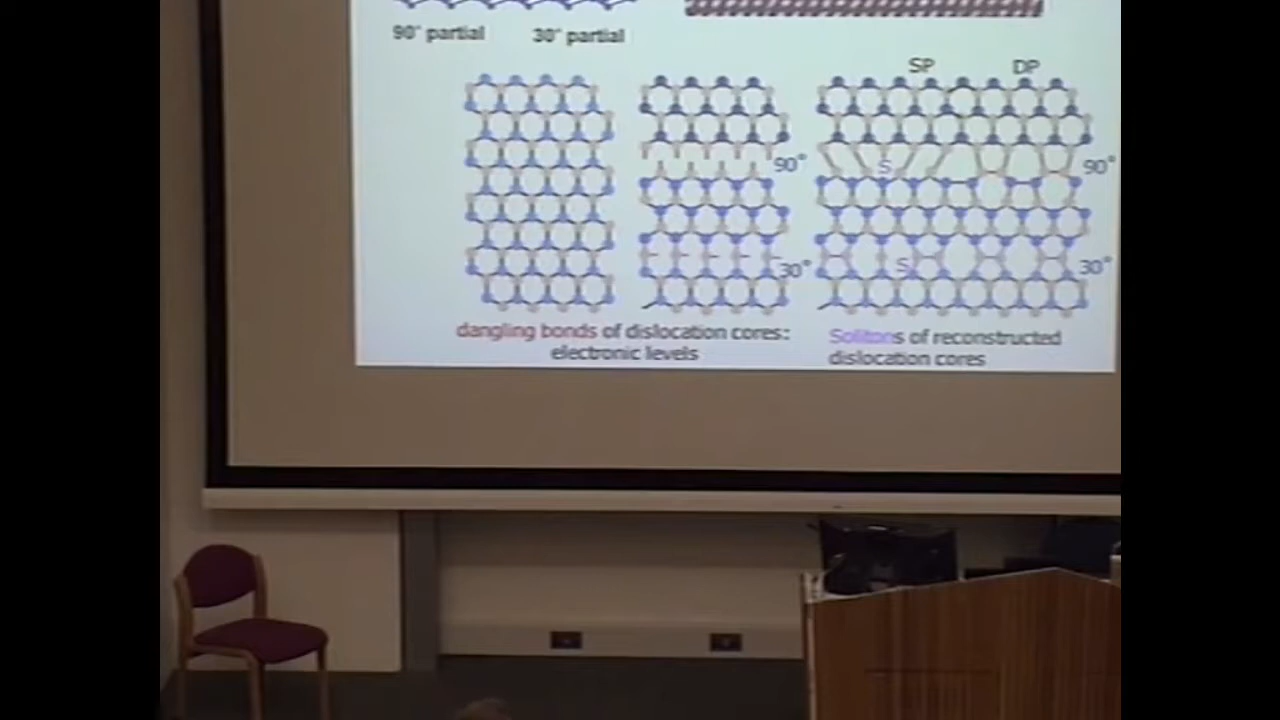 90° partial 30° partial
SP DP
90°
S
90°
30°
S
30°
dangling bonds of dislocation cores:
electronic levels
Solitons of reconstructed
dislocation cores